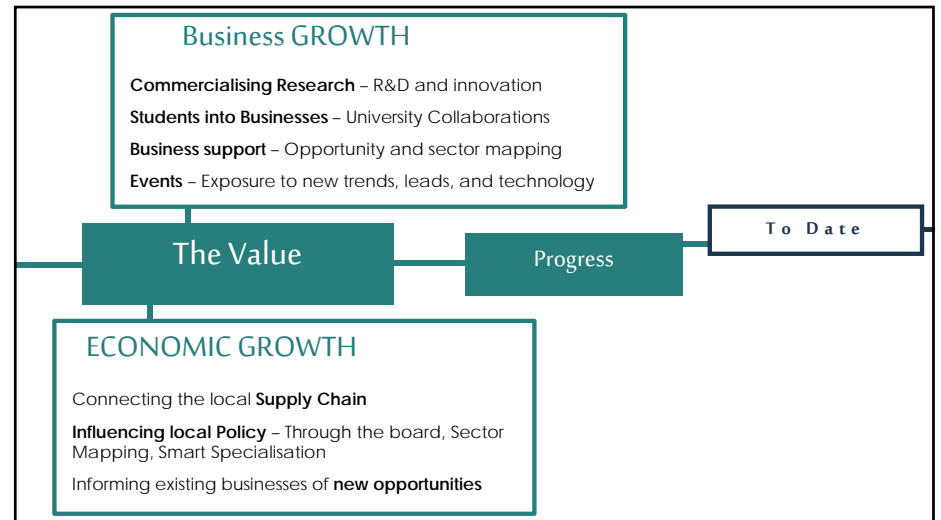 Business GROWTH
Commercialising Research – R&D and innovation
Students into Businesses – University Collaborations
Business support – Opportunity and sector mapping
Events – Exposure to new trends, leads, and technology
The Value
Progress
To Date
ECONOMIC GROWTH
Connecting the local Supply Chain
Influencing local Policy – Through the board, Sector
Mapping, Smart Specialisation
Informing existing businesses of new opportunities